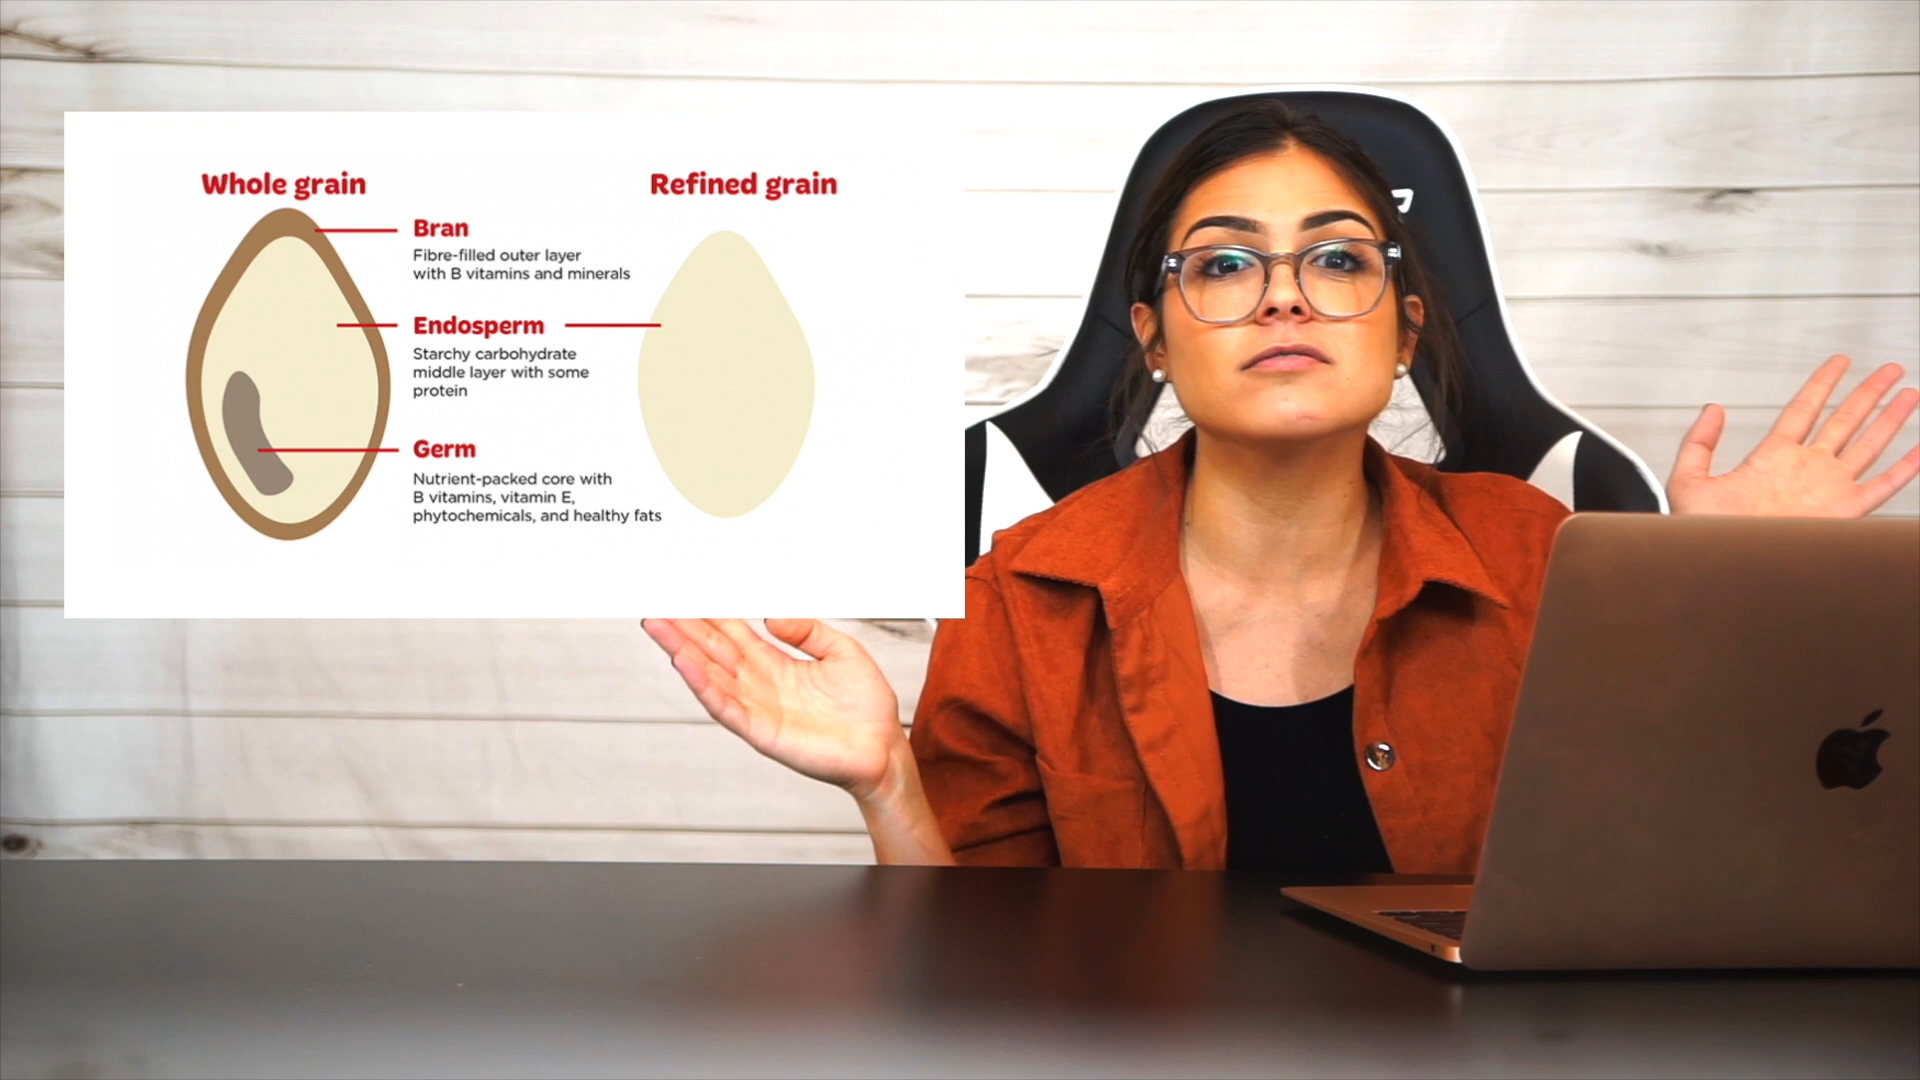 Whole grain
Refined grain
Bran
Fibre-filled outer layer
with B vitamins and minerals
Endosperm
Starchy carbohydrate
middle layer with some
protein
Germ
Nutrient-packed core with
B vitamins, vitamin E,
phytochemicals, and healthy fats